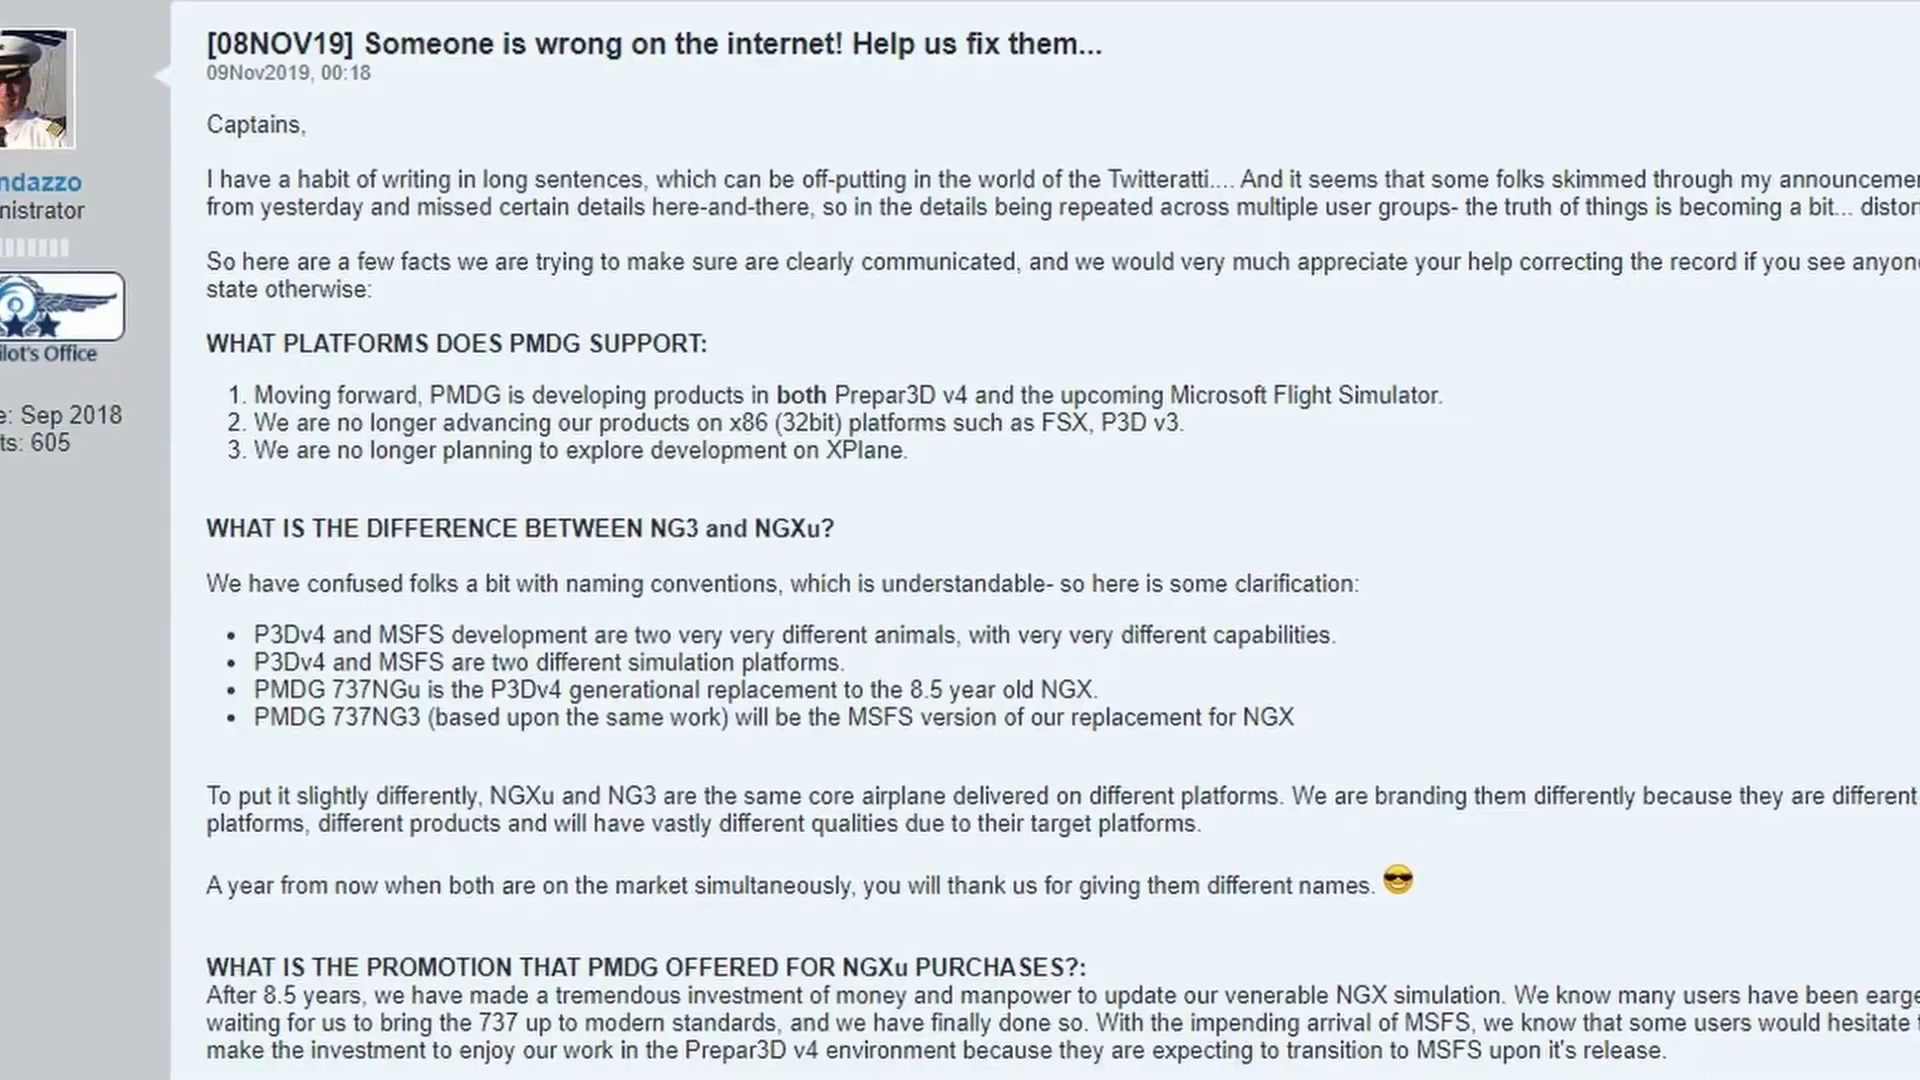 [08NOV19] Someone is wrong on the internet! Help us fix them...
09Nov2019, 00:18
Captains,
I have a habit of writing in long sentences, which can be off-putting in the world of the Twitteratti.... And it seems that some folks skimmed through my announcemen
from yesterday and missed certain details here-and-there, so in the details being repeated across multiple user groups- the truth of things is becoming a bit... distor
So here are a few facts we are trying to make sure are clearly communicated, and we would very much appreciate your help correcting the record if you see anyone
state otherwise:
WHAT PLATFORMS DOES PMDG SUPPORT:
1. Moving forward, PMDG is developing products in both Prepar3D v4 and the upcoming Microsoft Flight Simulator.
2. We are no longer advancing our products on x86 (32bit) platforms such as FSX, P3D v3.
3. We are no longer planning to explore development on XPlane.
WHAT IS THE DIFFERENCE BETWEEN NG3 and NGXu?
We have confused folks a bit with naming conventions, which is understandable- so here is some clarification:
• P3Dv4 and MSFS development are two very very different animals, with very very different capabilities.
• P3Dv4 and MSFS are two different simulation platforms.
• PMDG 737NGu is the P3Dv4 generational replacement to the 8.5 year old NGX.
• PMDG 737NG3 (based upon the same work) will be the MSFS version of our replacement for NGX
To put it slightly differently, NGXu and NG3 are the same core airplane delivered on different platforms. We are branding them differently because they are different
platforms, different products and will have vastly different qualities due to their target platforms.
A year from now when both are on the market simultaneously, you will thank us for giving them different names. 😎
WHAT IS THE PROMOTION THAT PMDG OFFERED FOR NGXu PURCHASES?:
After 8.5 years, we have made a tremendous investment of money and manpower to update our venerable NGX simulation. We know many users have been earge
waiting for us to bring the 737 up to modern standards, and we have finally done so. With the impending arrival of MSFS, we know that some users would hesitate t
make the investment to enjoy our work in the Prepar3D v4 environment because they are expecting to transition to MSFS upon it's release.
ndazzo
nistrator
ilot's Office
e: Sep 2018
ts: 605